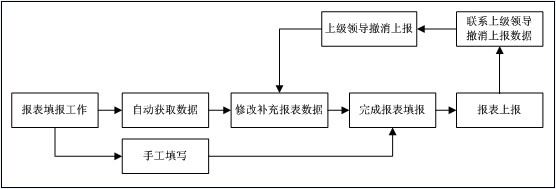 上级领导撤消上报
联系上级领导
撤消上报数据
报表填报工作
自动获取数据
修改补充报表数据
完成报表填报
报表上报
手工填写